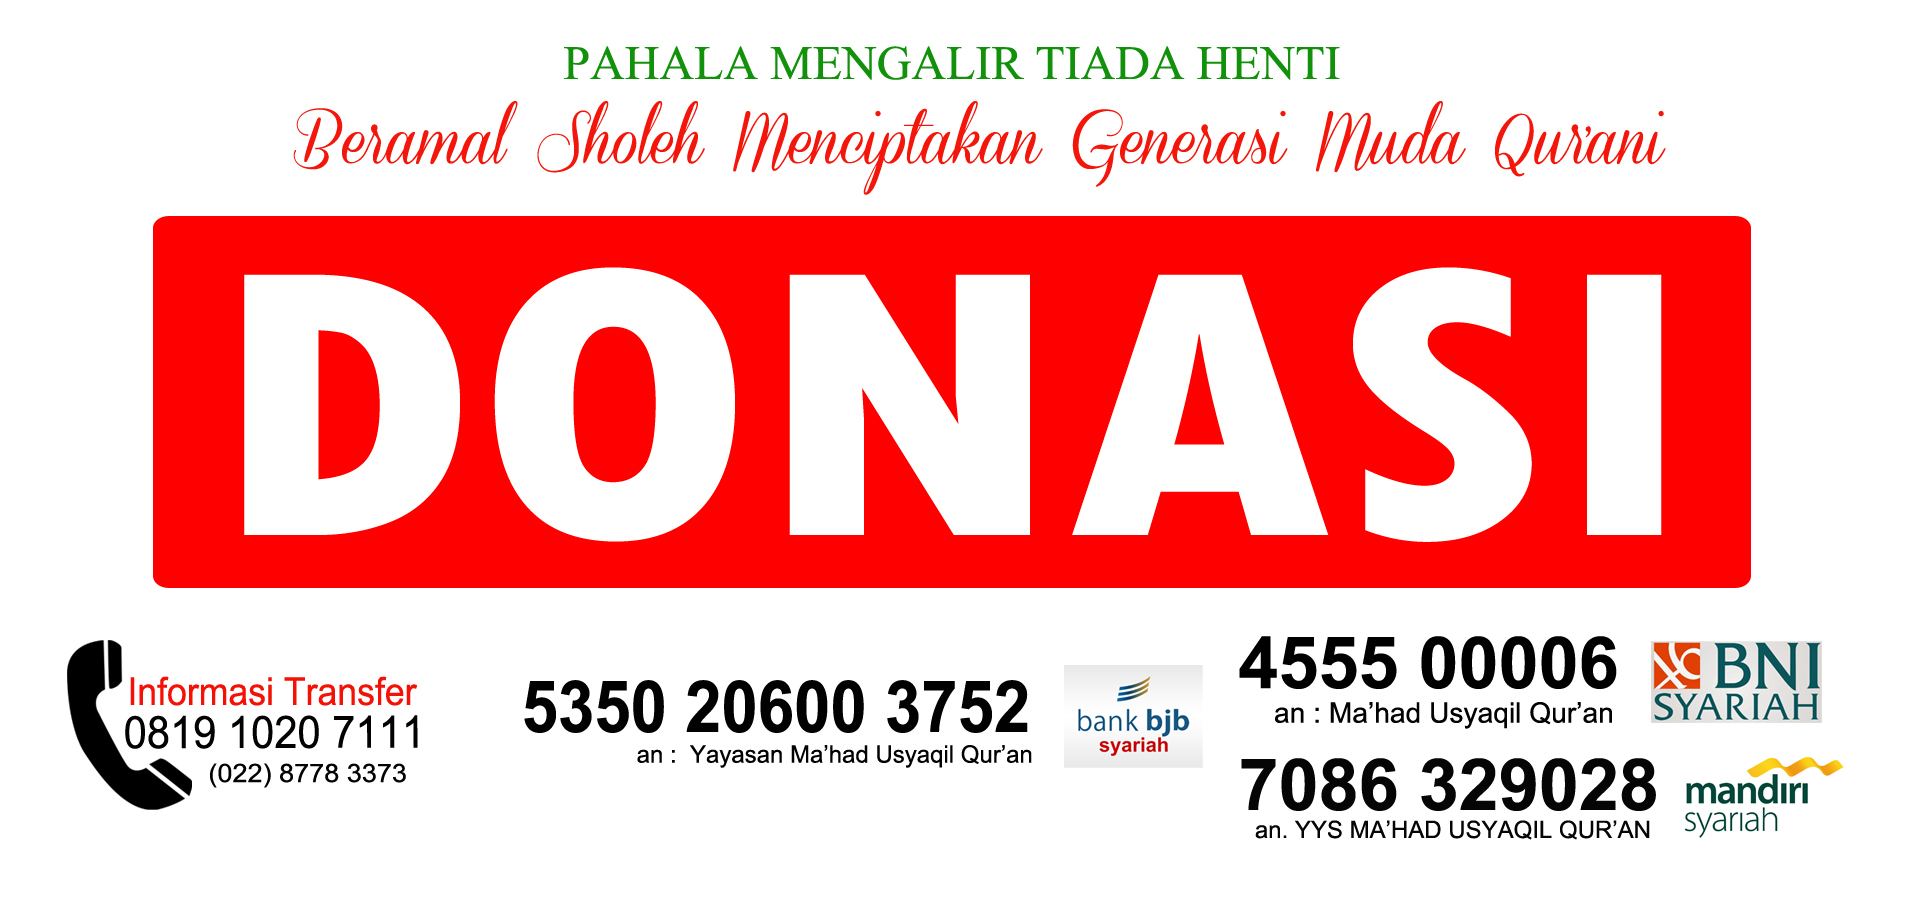 PAHALA MENGALIR TIADA HENTI
Beramal Sholeh Menciptakan Generasi Muda Qur'ani
DONASI
Informasi Transfer
0819 1020 7111
(022) 8778 3373
5350 20600 3752
an : Yayasan Ma’had Usyaqil Qur’an
bank bjb
syariah
4555 00006
an : Ma’had Usyaqil Qur’an
BNI
SYARIAH
7086 329028
an. YYS MA’HAD USYAQIL QUR’AN
mandiri
syariah